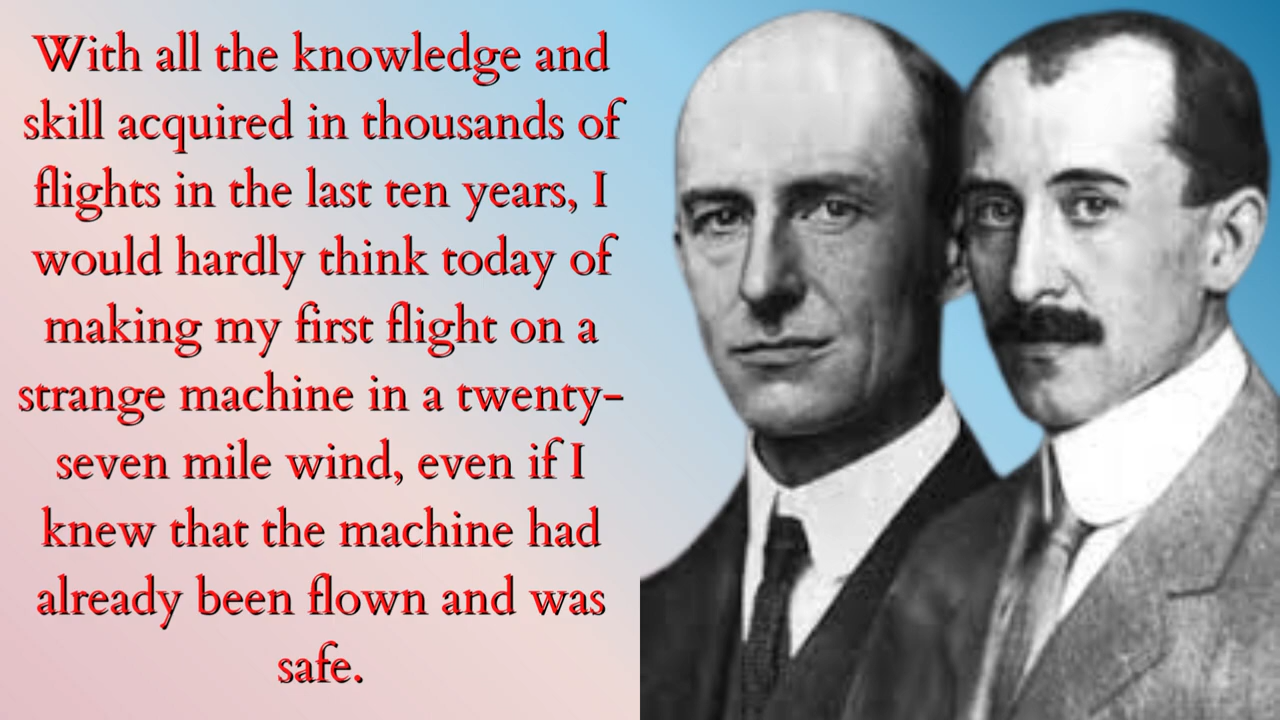 With all the knowledge and
skill acquired in thousands of
flights in the last ten years, I
would hardly think today of
making my first flight on a
strange machine in a twenty-
seven mile wind, even if I
knew that the machine had
already been flown and was
safe.